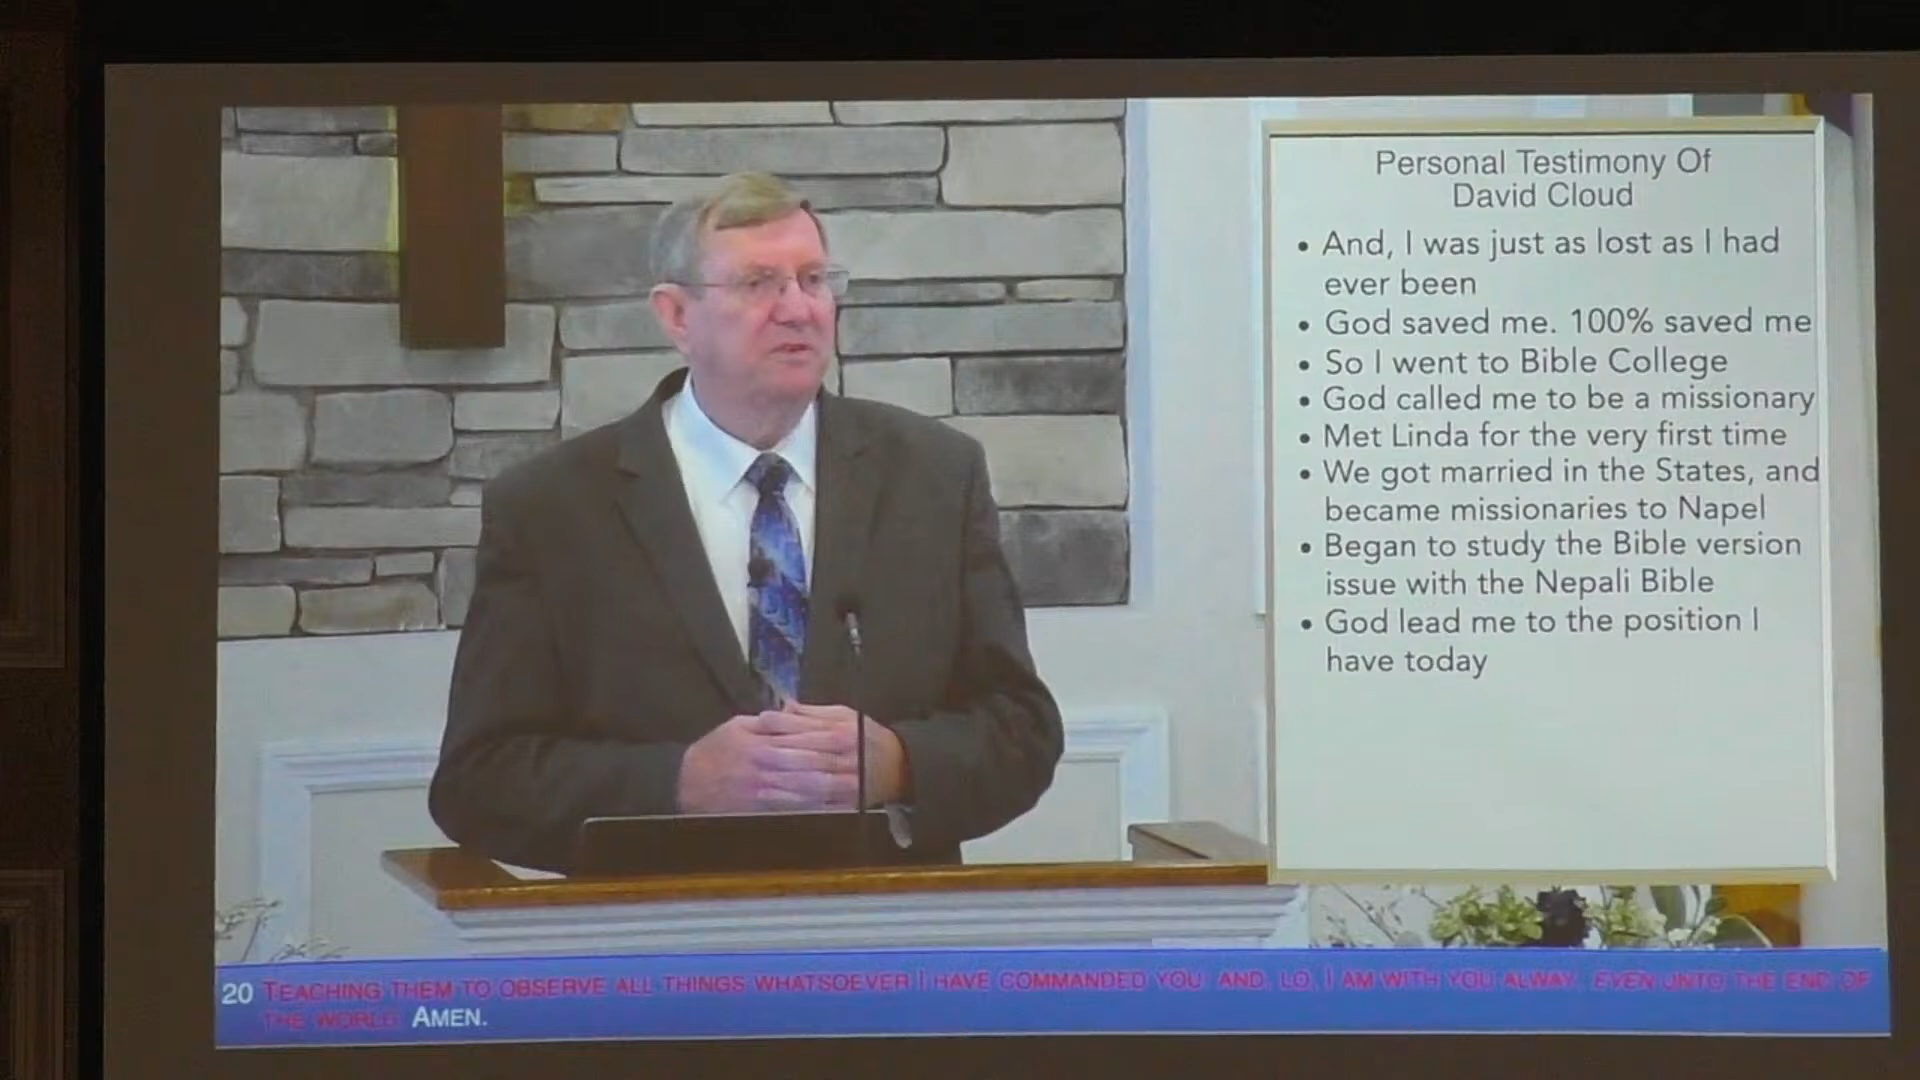 Personal Testimony Of
David Cloud
• And, I was just as lost as I had
ever been
• God saved me. 100% saved me
• So I went to Bible College
• God called me to be a missionary
• Met Linda for the very first time
• We got married in the States, and
became missionaries to Napel
• Began to study the Bible version
issue with the Nepali Bible
• God lead me to the position I
have today
20 TEACHING THEM TO OBSERVE ALL THINGS WHATSOEVER I HAVE COMMANDED YOU: AND, LO, I AM WITH YOU ALWAY, EVEN UNTO THE END OF
THE WORLD. AMEN.